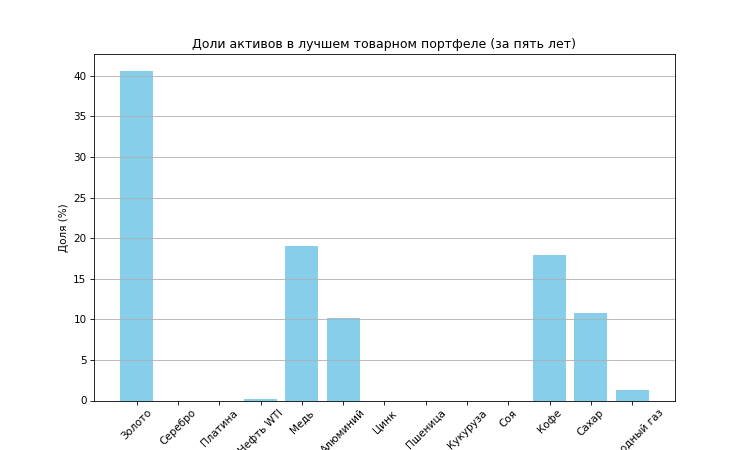 Доли активов в лучшем товарном портфеле (за пять лет)
Доля (%)
40
35
30
25
20
15
10
5
0
Золото
Серебро
Платина
Нефть WTI
Медь
Алюминий
Цинк
Пшеница
Кукуруза
Соя
Кофе
Сахар
газ